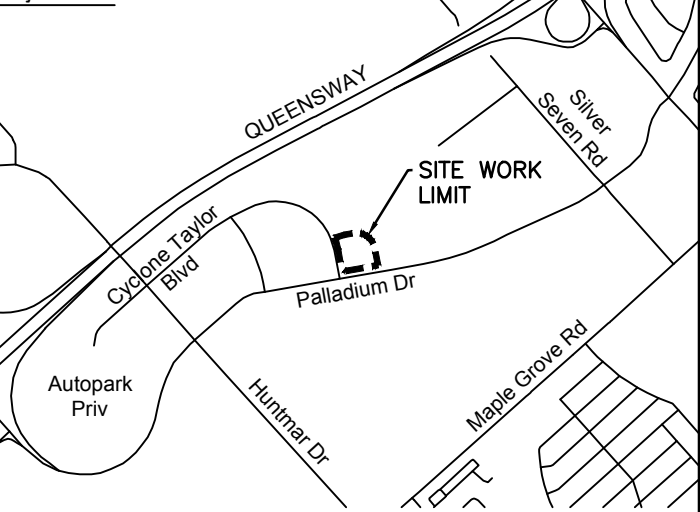 QUEENSWAY
Silver
Seven Rd
SITE WORK
LIMIT
Cyclone Taylor
Blvd
Palladium Dr
Autopark
Priv
Huntmar Dr
Maple Grove Rd